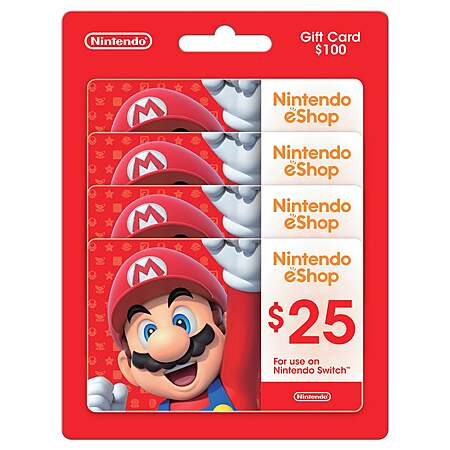 Nintendo
Gift Card
$100
Nintendo
eShop
Nintendo
eShop
Nintendo
eShop
Nintendo
eShop
$25
For use on
Nintendo Switch™
Nintendo
M
M
M
M